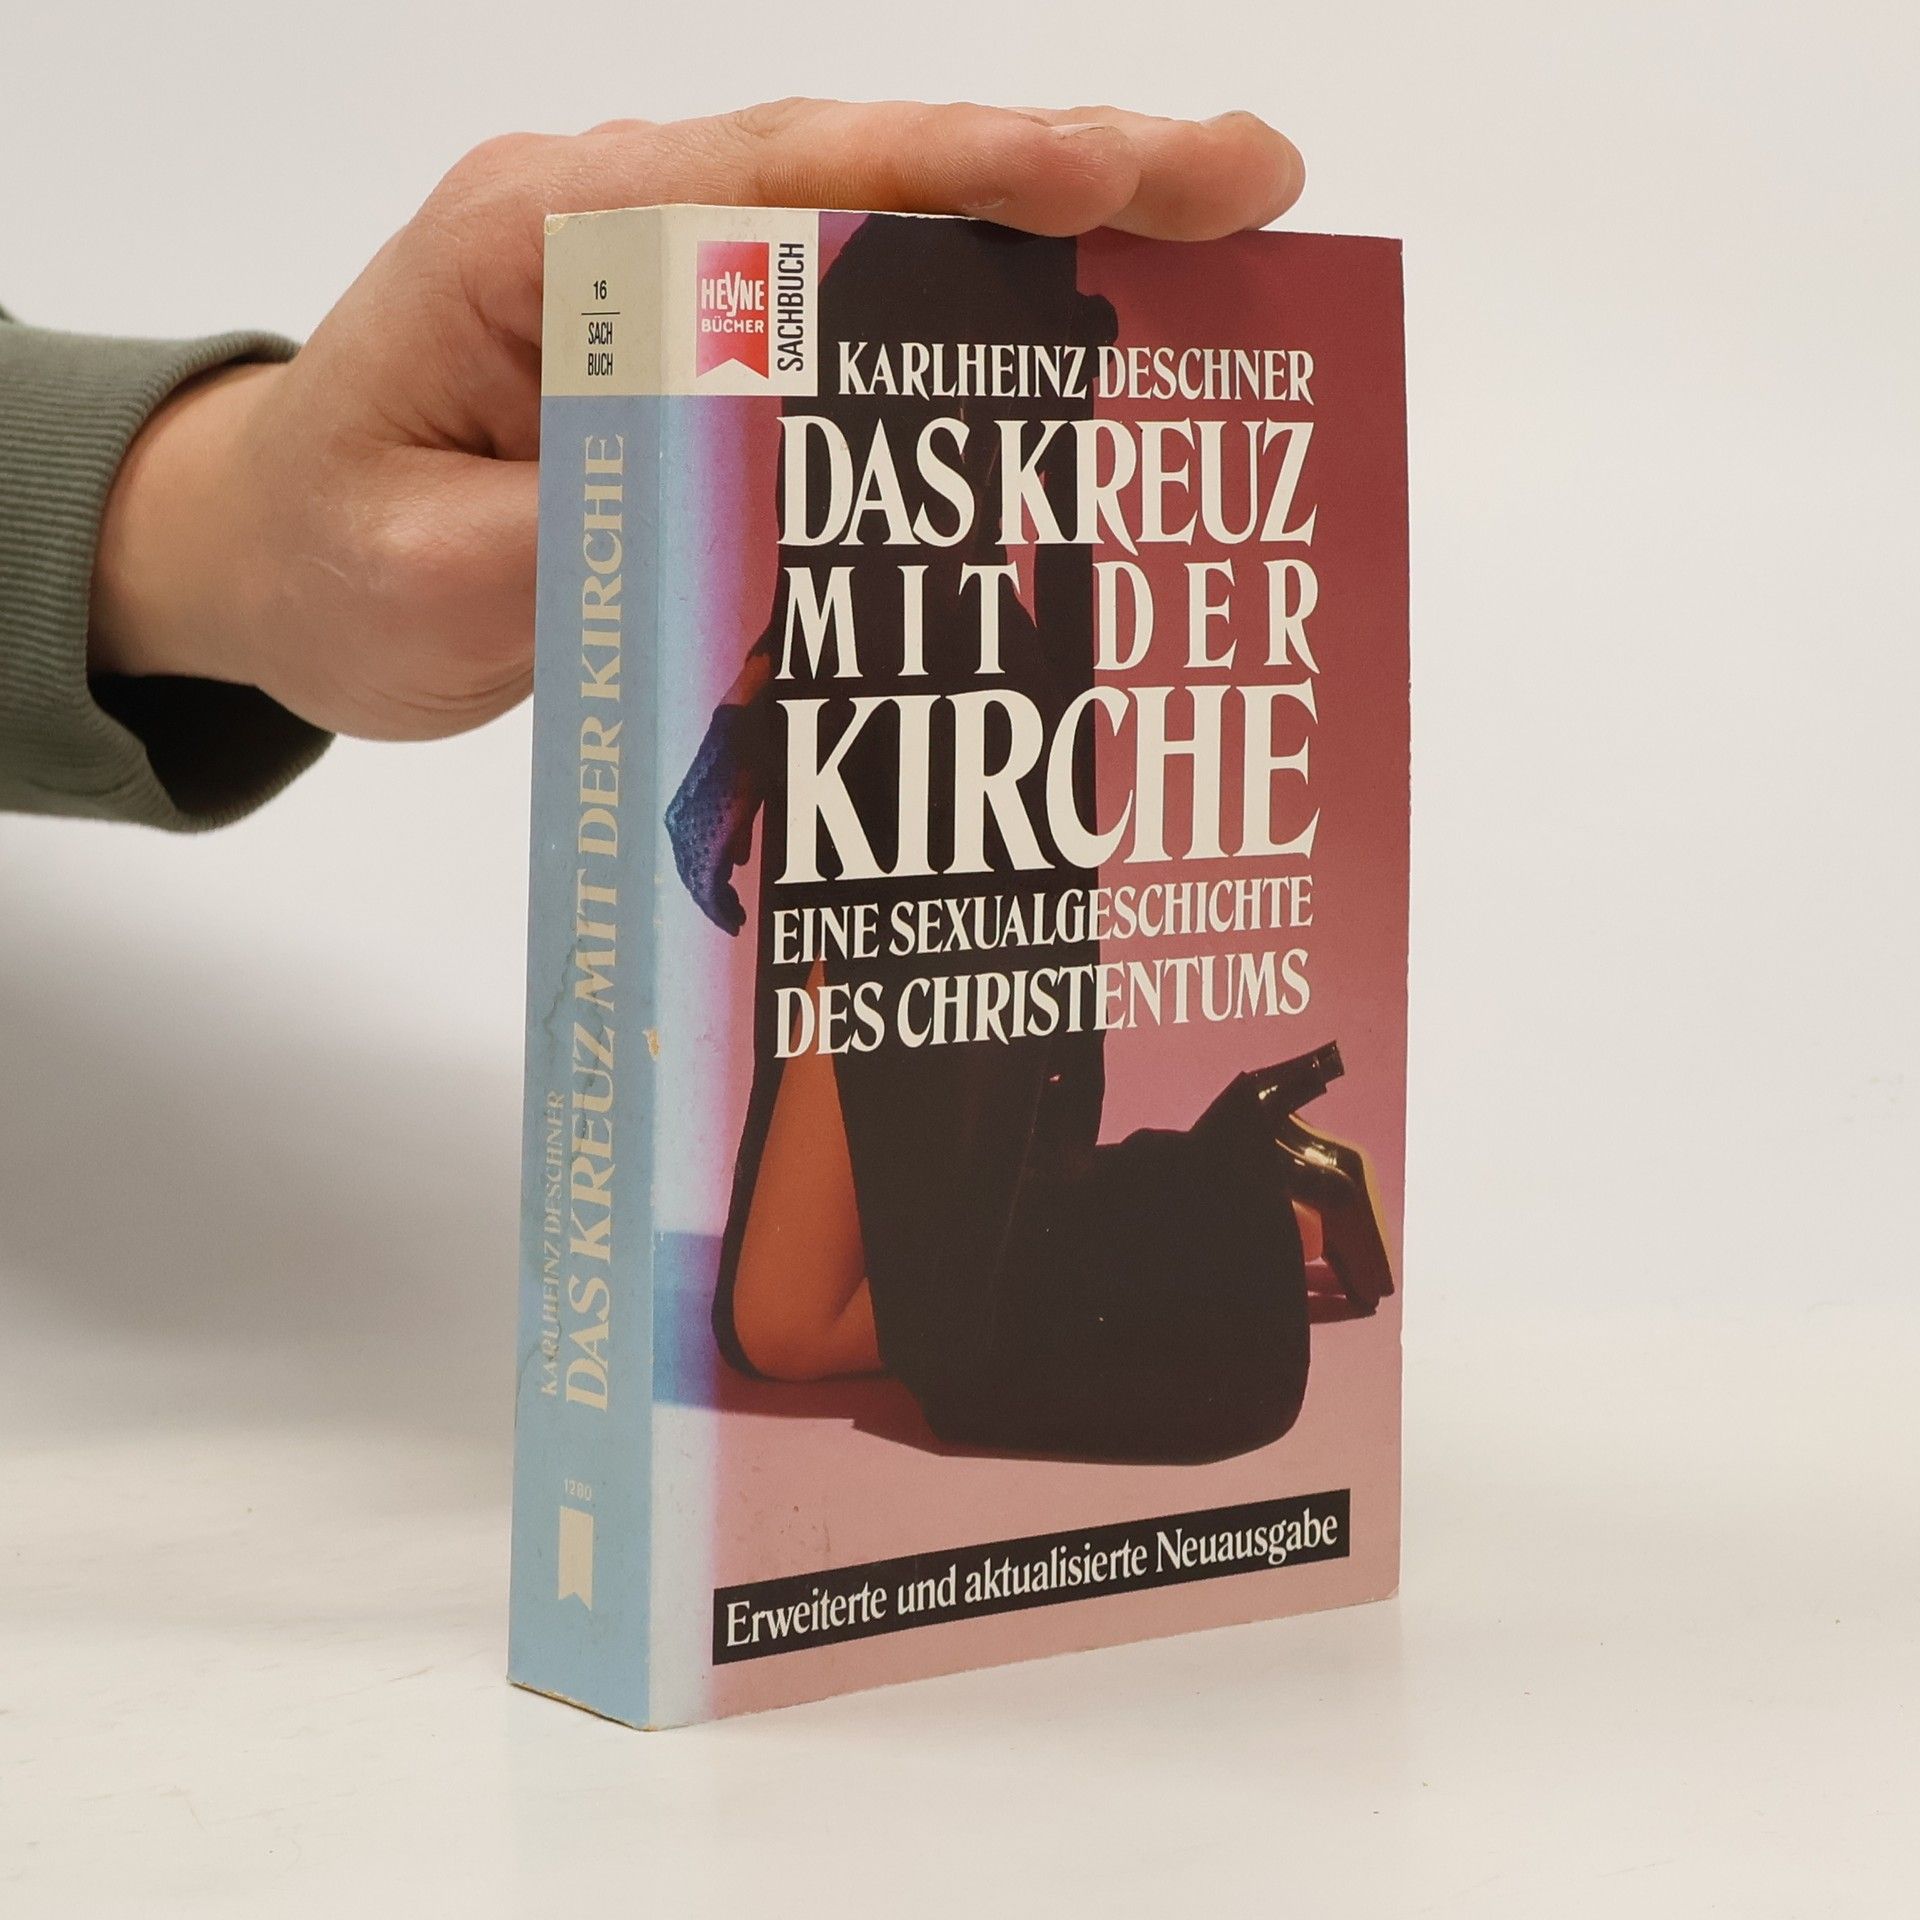 16
SACH
BUCH
KARLHEINZ DESCHNER
DAS KREUZ MIT DER KIRCHE
1280
HEYNE
BÜCHER
SACHBUCH
KARLHEINZ DESCHNER
DAS KREUZ
MIT DER
KIRCHE
EINE SEXUALGESCHICHTE
DES CHRISTENTUMS
Erweiterte und aktualisierte Neuausgabe